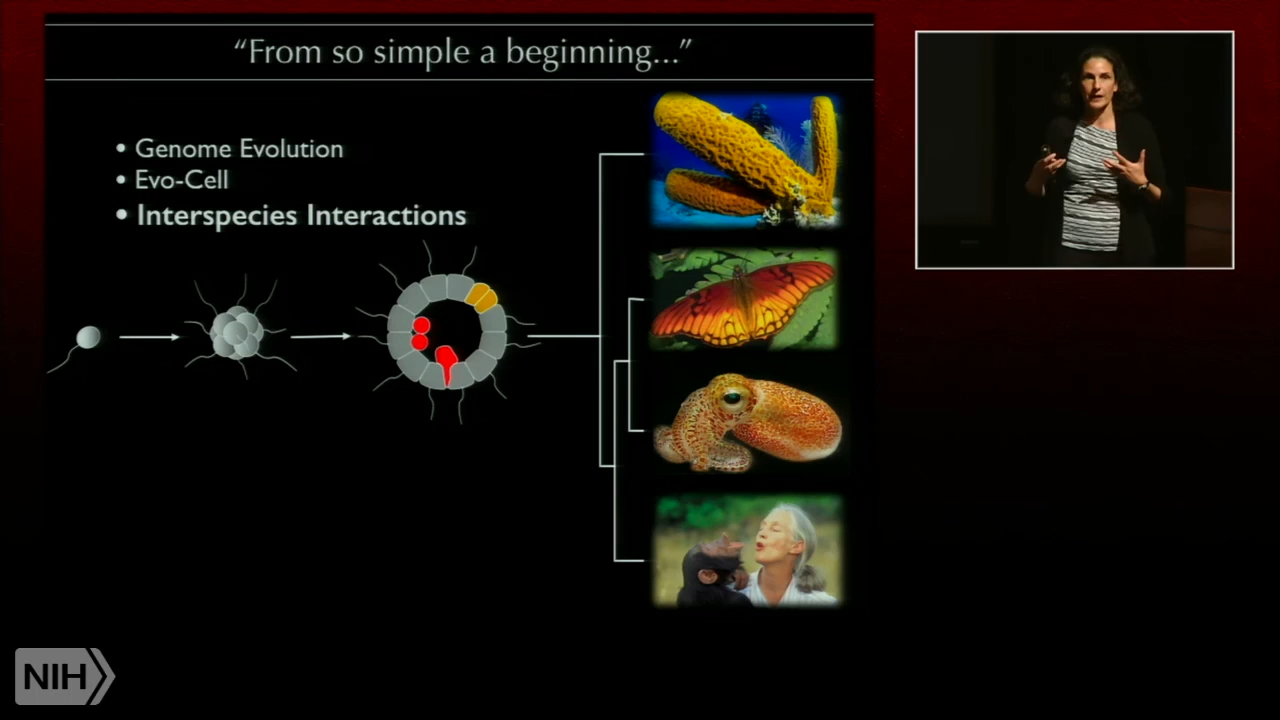 “From so simple a beginning...”
• Genome Evolution
• Evo-Cell
• Interspecies Interactions
NIH